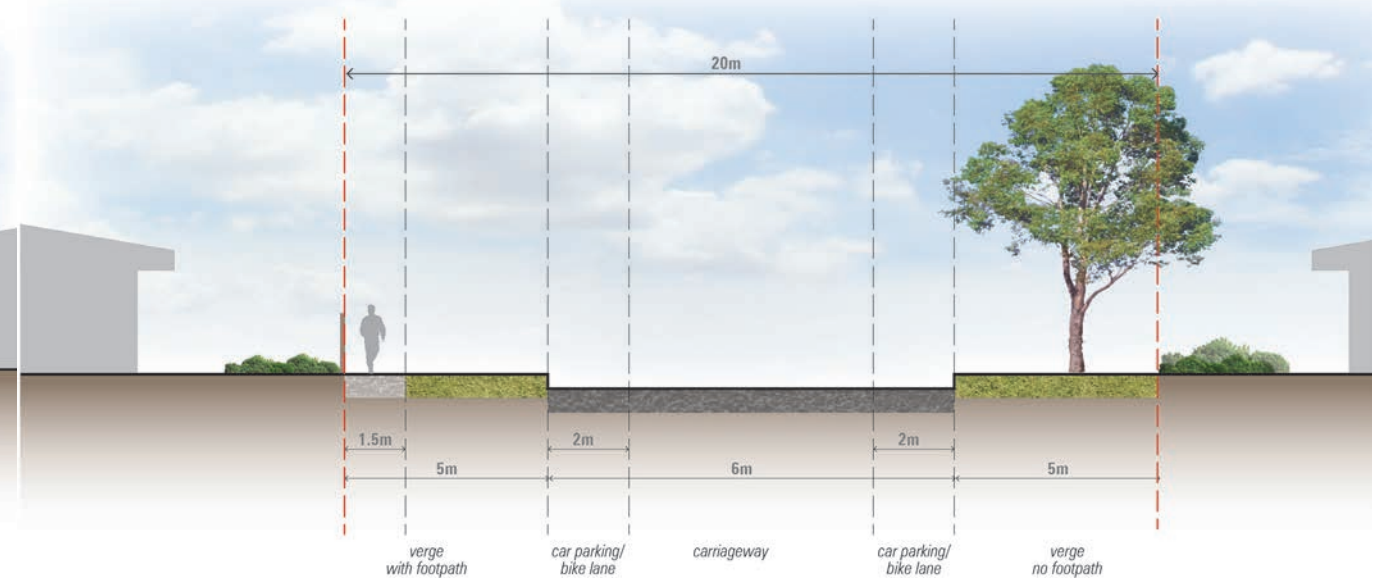 20m
1.5m
2m
2m
5m
6m
5m
verge
with footpath
car parking/
bike lane
carriageway
car parking/
bike lane
verge
no footpath